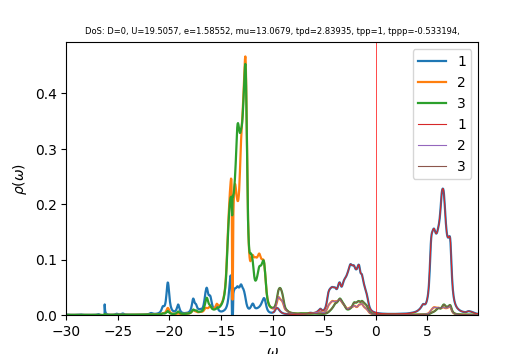 DoS: D=0, U=19.5057, e=1.58552, mu=13.0679, tpd=2.83935, tpp=1, tppp=-0.533194,
1
2
3
1
2
3
ρ(ω)
0.4
0.3
0.2
0.1
0.0
−30 −25 −20 −15 −10 −5 0 5
ω